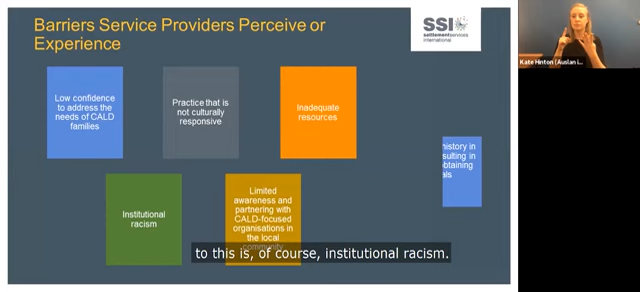 Barriers Service Providers Perceive or
Experience
SSI
settlement services
international
Low confidence
to address the
needs of CALD
families
Practice that is
not culturally
responsive
Inadequate
resources
history in
sulting in
btaining
als
Institutional
racism
Limited
awareness and
partnering with
CALD-focused
organisations in
the local
to this is, of course, institutional racism.
Kate Hinton (Auslan i...